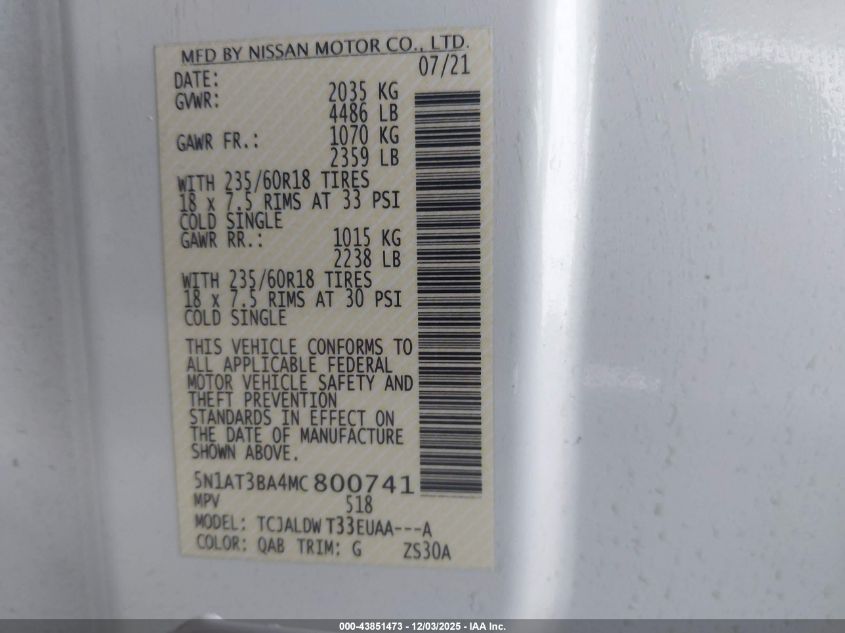 MFD BY NISSAN MOTOR CO., LTD.
DATE: 07/21
GVWR: 2035 KG
4486 LB
GAWR FR.: 1070 KG
2359 LB
WITH 235/60R18 TIRES
18 x 7.5 RIMS AT 33 PSI
COLD SINGLE
GAWR RR.: 1015 KG
2238 LB
WITH 235/60R18 TIRES
18 x 7.5 RIMS AT 30 PSI
COLD SINGLE
THIS VEHICLE CONFORMS TO
ALL APPLICABLE FEDERAL
MOTOR VEHICLE SAFETY AND
THEFT PREVENTION
STANDARDS IN EFFECT ON
THE DATE OF MANUFACTURE
SHOWN ABOVE.
5N1AT3BA4MC800741
MPV 518
MODEL: TCJALDW T33EUAA---A
COLOR: QAB TRIM: G ZS30A
000-43851473 - 12/03/2025 - IAA Inc.